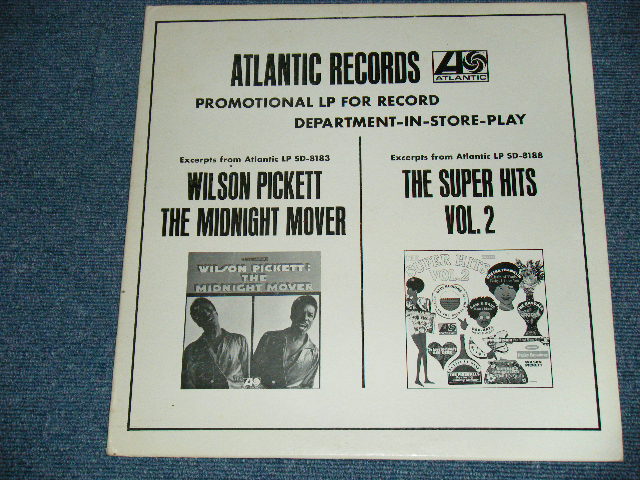 ATLANTIC RECORDS
ATLANTIC
PROMOTIONAL LP FOR RECORD
DEPARTMENT-IN-STORE-PLAY
Excerpts from Atlantic LP SD-8183
WILSON PICKETT
THE MIDNIGHT MOVER
WILSON PICKETT:
THE
MIDNIGHT MOVER
Excerpts from Atlantic LP SD-8188
THE SUPER HITS
VOL. 2
SUPER HITS
VOL. 2
WILSON
PICKETT